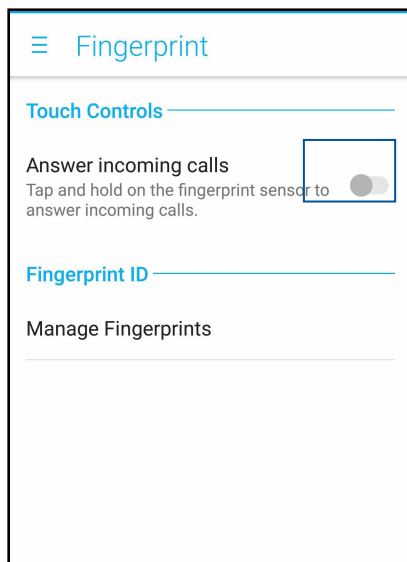 Fingerprint
Touch Controls
Answer incoming calls
Tap and hold on the fingerprint sensor to
answer incoming calls.
Fingerprint ID
Manage Fingerprints